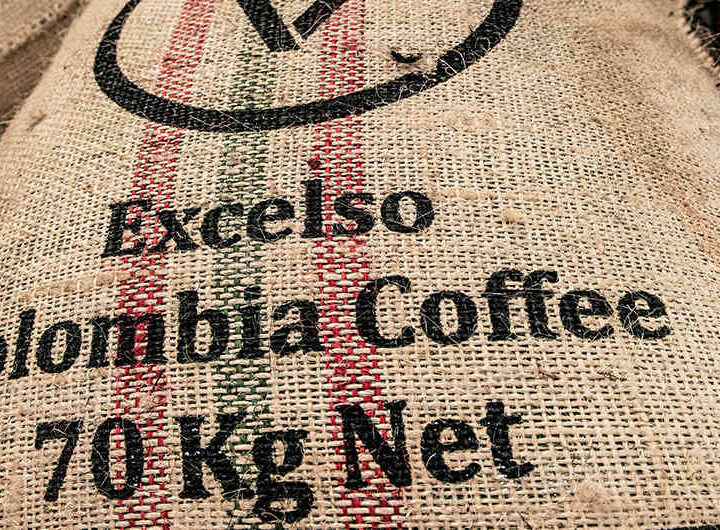 Excelso
olombia Coffee
70 Kg Net